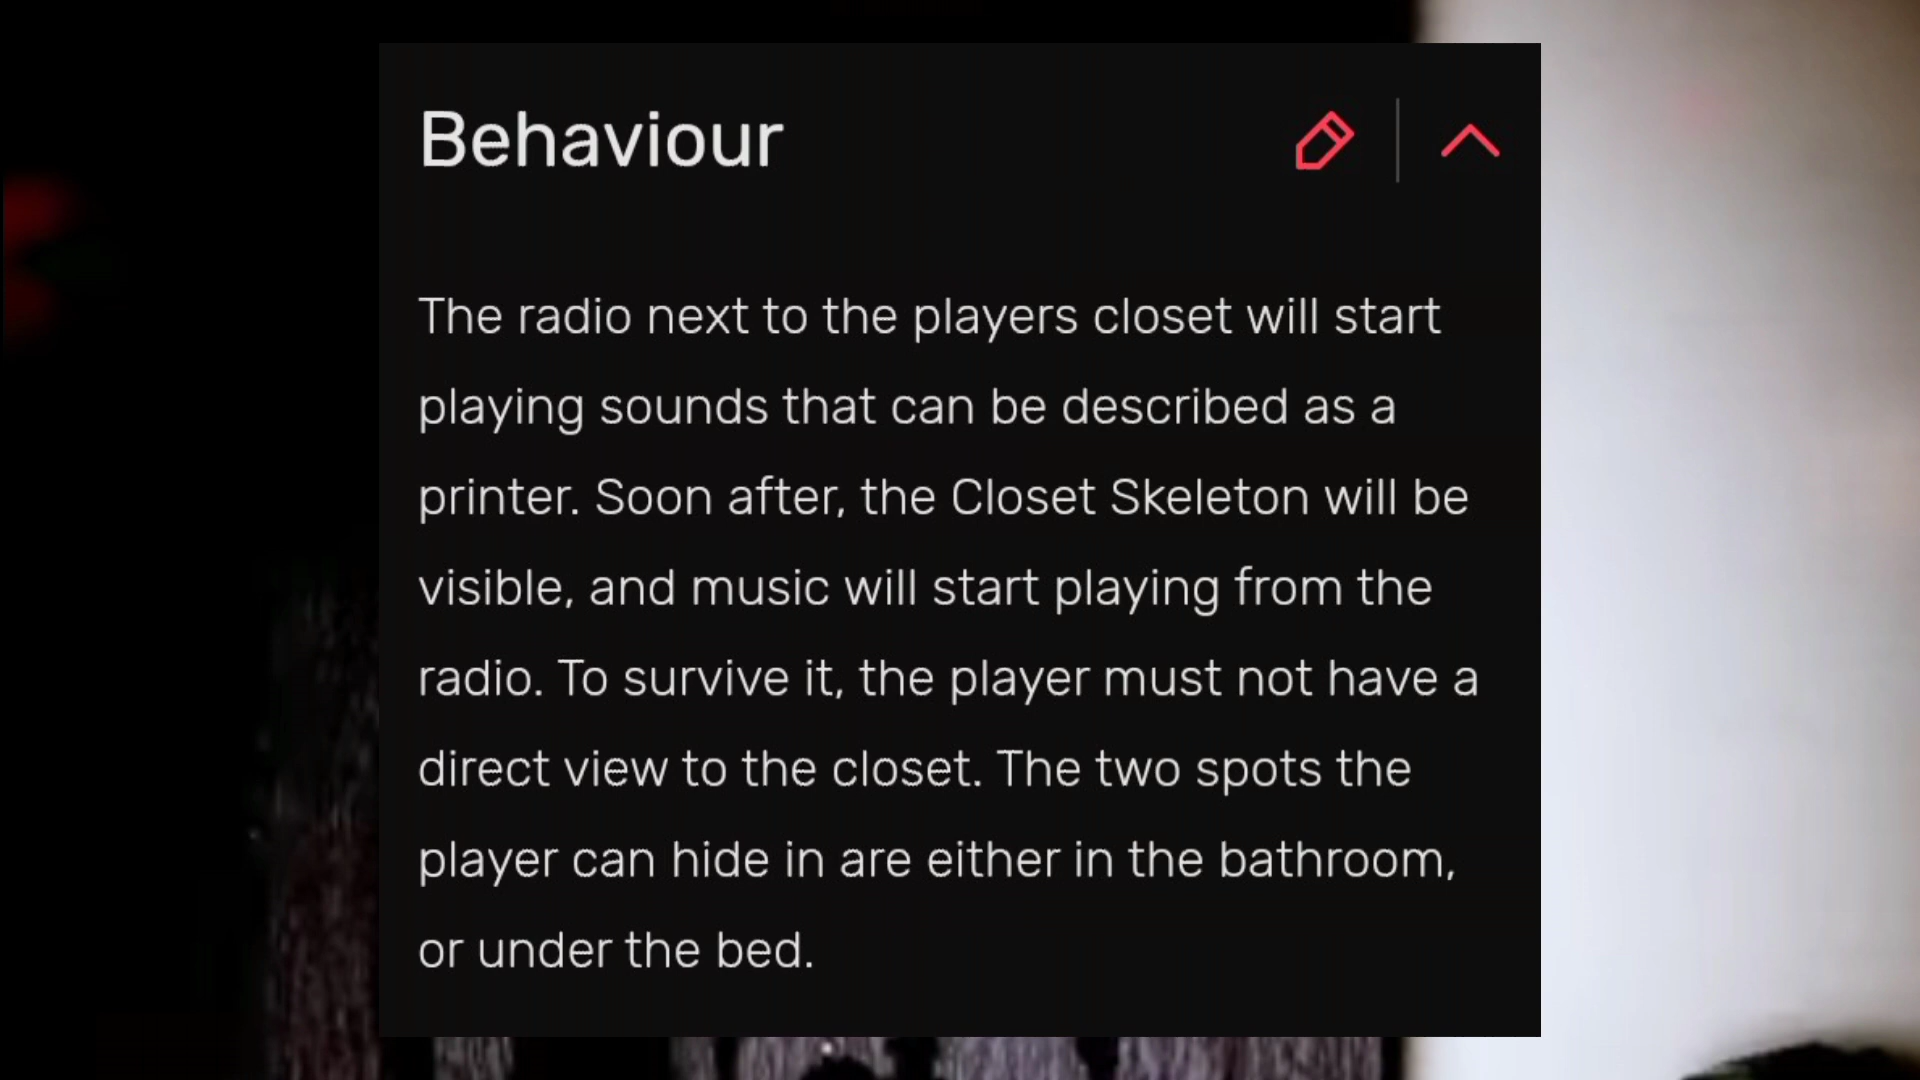 Behaviour
The radio next to the players closet will start
playing sounds that can be described as a
printer. Soon after, the Closet Skeleton will be
visible, and music will start playing from the
radio. To survive it, the player must not have a
direct view to the closet. The two spots the
player can hide in are either in the bathroom,
or under the bed.